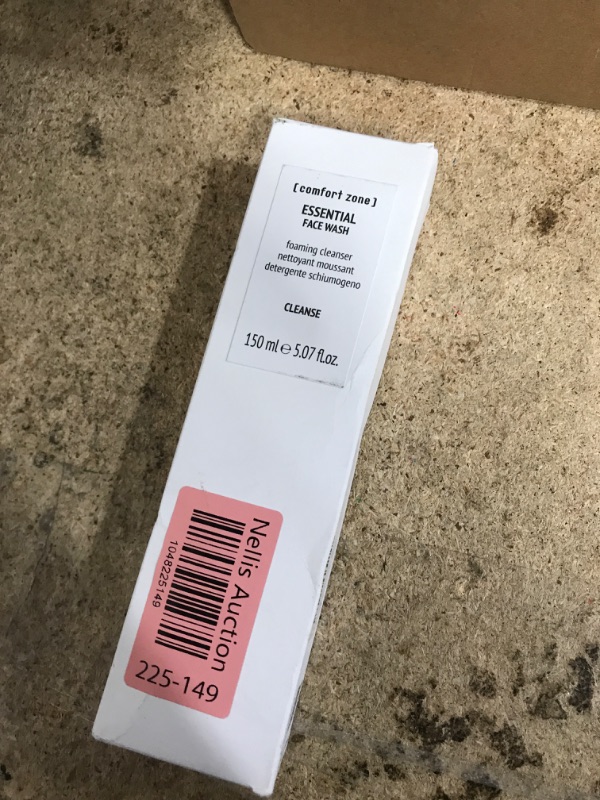 [comfort zone]
ESSENTIAL
FACE WASH
foaming cleanser
nettoyant moussant
detergente schiumogeno
CLEANSE
150 ml e 5.07 fl.oz.
Nellis Auction
1048225149
225-149